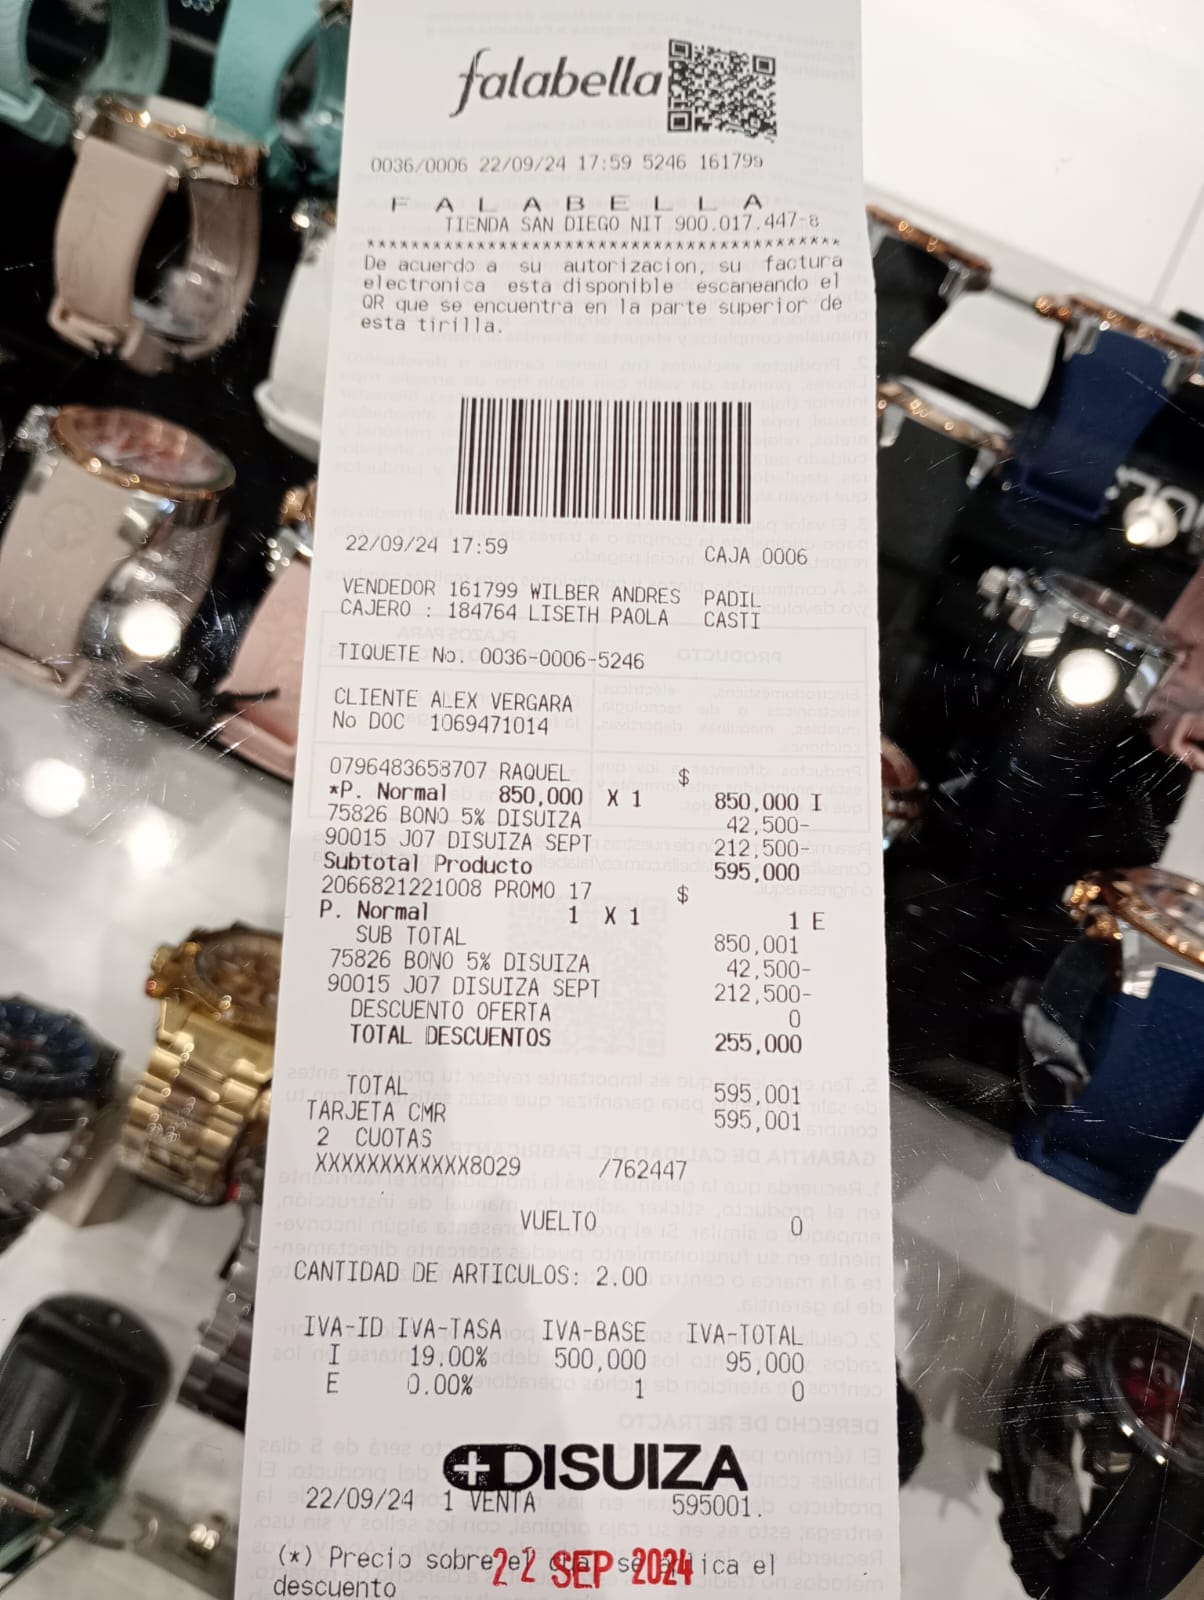 falabella
0036/0006 22/09/24 17:59 5246 161799
FALABELLA
TIENDA SAN DIEGO NIT 900.017.447-8
******************************************
De acuerdo a su autorizacion, su factura
electronica esta disponible escaneando el
QR que se encuentra en la parte superior de
esta tirilla.
22/09/24 17:59 CAJA 0006
VENDEDOR 161799 WILBER ANDRES PADIL
CAJERO : 184764 LISETH PAOLA CASTI
TIQUETE No. 0036-0006-5246
CLIENTE ALEX VERGARA
No DOC 1069471014
0796483658707 RAQUEL $
*P. Normal 850,000 X 1 850,000 I
75826 BONO 5% DISUIZA 42,500-
90015 J07 DISUIZA SEPT 212,500-
Subtotal Producto 595,000
2066821221008 PROMO 17 $
P. Normal 1 X 1 1 E
SUB TOTAL 850,001
75826 BONO 5% DISUIZA 42,500-
90015 J07 DISUIZA SEPT 212,500-
DESCUENTO OFERTA 0
TOTAL DESCUENTOS 255,000
TOTAL 595,001
TARJETA CMR 595,001
2 CUOTAS
XXXXXXXXXXXX8029 /762447
VUELTO 0
CANTIDAD DE ARTICULOS: 2.00
IVA-ID IVA-TASA IVA-BASE IVA-TOTAL
I 19.00% 500,000 95,000
E 0.00% 1 0
DISUIZA
22/09/24 1 VENTA 595001.
(*) Precio sobre el que se aplica el
22 SEP 2024
descuento